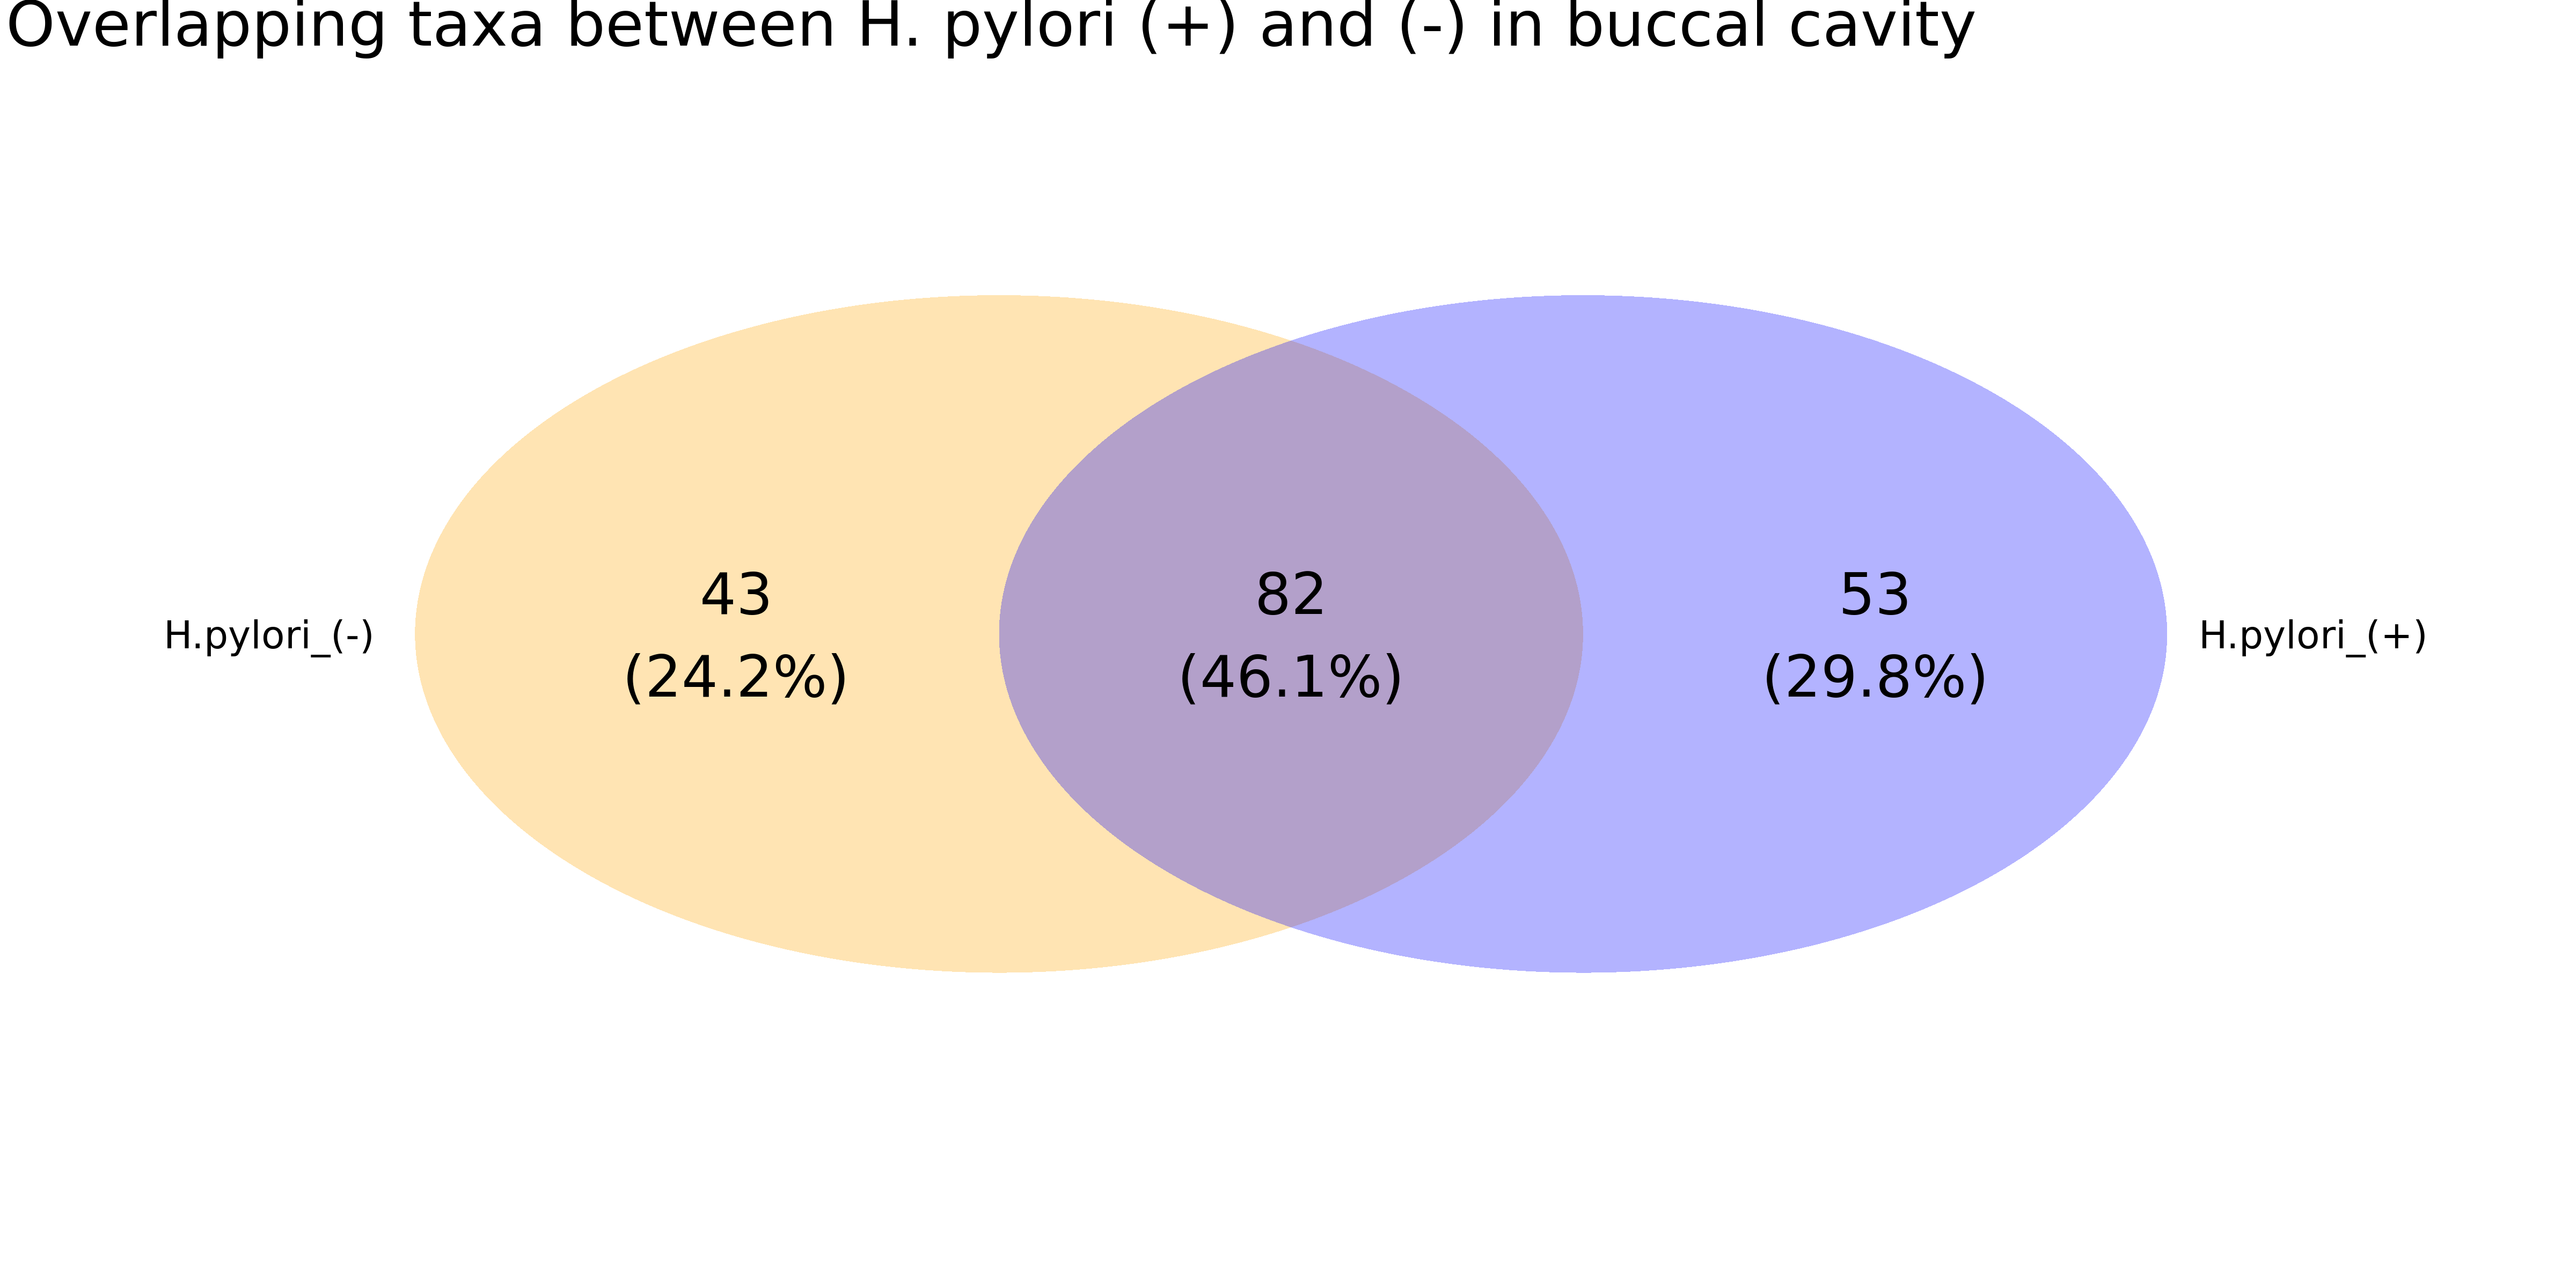 Overlapping taxa between H. pylori (+) and (-) in buccal cavity
H.pylori_(-)
43
(24.2%)
82
(46.1%)
53
(29.8%)
H.pylori_(+)